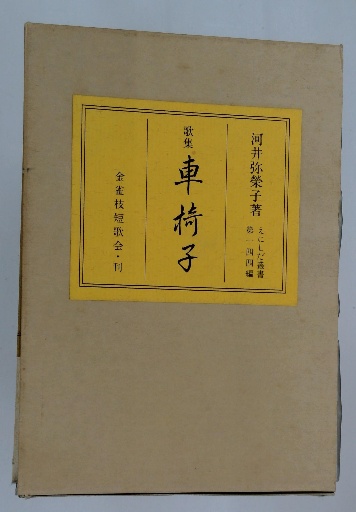 河井弥榮子著
えにしだ叢書
第一四四編
歌集
車椅子
金雀枝短歌会・刊